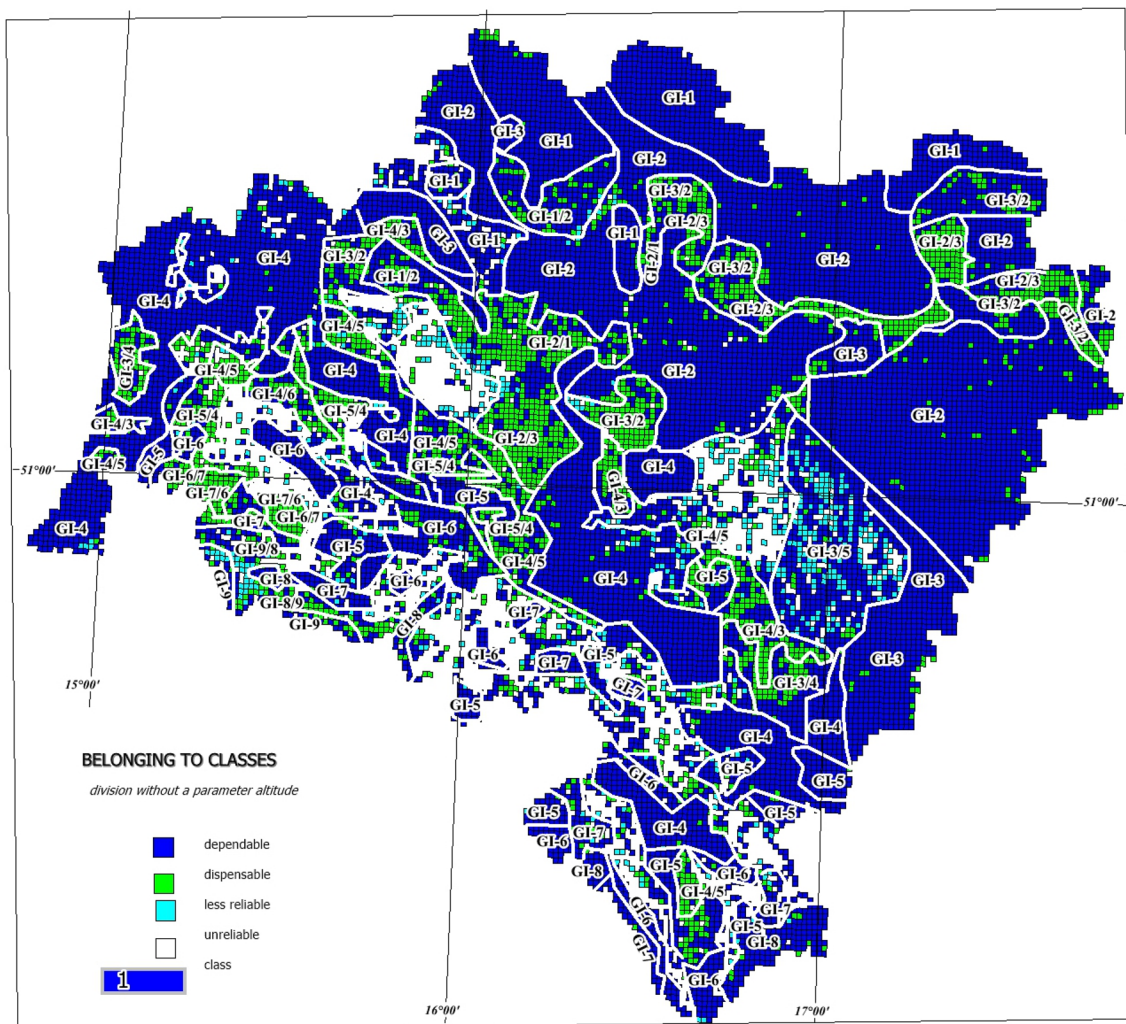 GI-1
GI-2
GI-3
GI-1
GI-1
GI-2
GI-1
GI-3/2
GI-3/2
GI-1/2
GI-2/3
GI-4/3
GI-1
GI-3
GI-1
GI-2/3
GI-2
GI-4
GI-3/2
GI-2/1
GI-3/2
GI-2
GI-2
GI-1/2
GI-2/3
GI-4
GI-2/3
GI-3/2
GI-2
GI-3/2
GI-4/5
GI-2/1
GI-3/4
GI-3
GI-4/5
GI-4
GI-2
GI-4/6
GI-5/4
GI-5/4
GI-2
GI-4/3
GI-3/2
GI-6
GI-4
GI-4/5
GI-2/3
GI-6
GI-5
GI-4/5
GI-5/4
GI-4
51°00'
GI-6/7
GI-4
GI-4/3
GI-7/6
GI-7/6
GI-5
51°00'
GI-7
GI-6/7
GI-6
GI-5/4
GI-4
GI-4/5
GI-9/8
GI-5
GI-3/5
GI-4/5
GI-8
GI-6
GI-4
GI-5
GI-3
GI-9
GI-7
GI-8/9
GI-7
GI-9
GI-8
GI-4/3
GI-6
GI-7
GI-5
GI-3
15°00'
GI-7
GI-3/4
GI-5
GI-4
GI-4
BELONGING TO CLASSES
GI-5
GI-6
GI-5
division without a parameter altitude
GI-5
GI-5
GI-7
GI-4
GI-6
dependable
GI-8
GI-5
GI-6
dispensable
GI-4/5
less reliable
GI-6
GI-7
GI-5
unreliable
GI-7
GI-8
class
1
GI-6
16°00'
17°00'